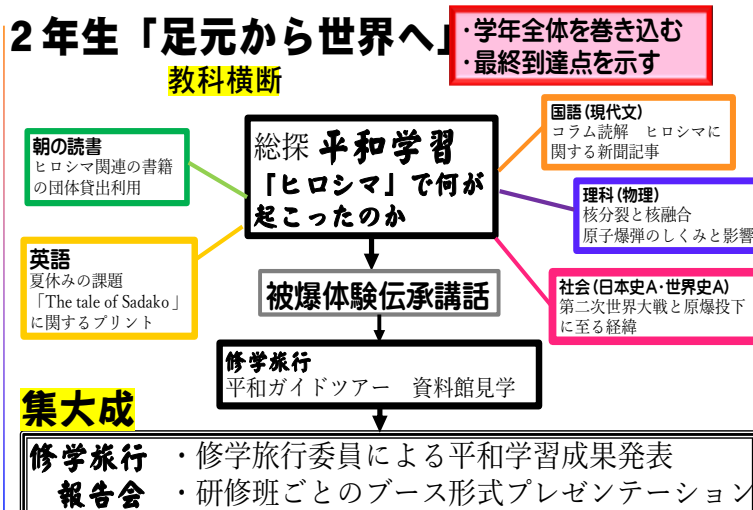 2年生「足元から世界へ」
・学年全体を巻き込む
・最終到達点を示す
教科横断
朝の読書
ヒロシマ関連の書籍
の団体貸出利用
総探 平和学習
「ヒロシマ」で何が
起こったのか
国語(現代文)
コラム読解 ヒロシマに
関する新聞記事
理科(物理)
核分裂と核融合
原子爆弾のしくみと影響
英語
夏休みの課題
「The tale of Sadako」
に関するプリント
社会(日本史A・世界史A)
第二次世界大戦と原爆投下
に至る経緯
被爆体験伝承講話
修学旅行
平和ガイドツアー 資料館見学
集大成
修学旅行 ・修学旅行委員による平和学習成果発表
報告会 ・研修班ごとのブース形式プレゼンテーション